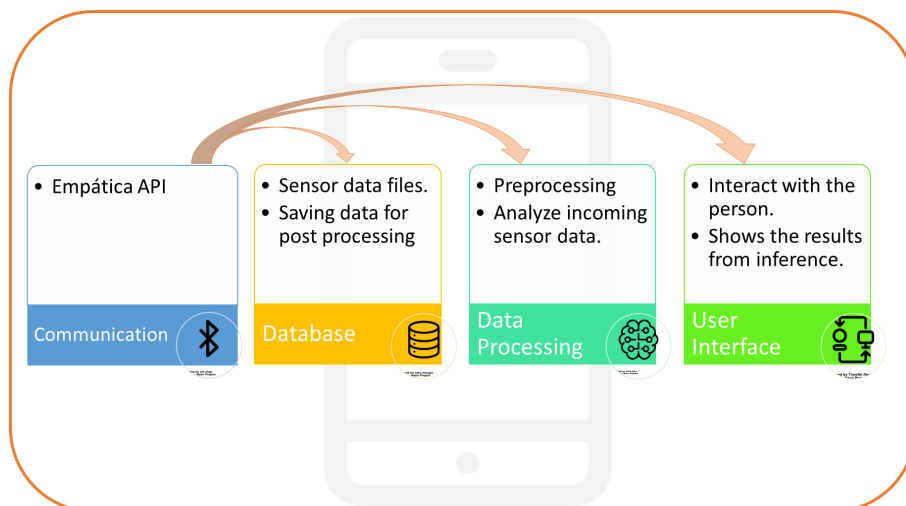 • Empática API
Communication
• Sensor data files.
• Saving data for
post processing
Database
• Preprocessing
• Analyze incoming
sensor data.
Data
Processing
• Interact with the
person.
• Shows the results
from inference.
User
Interface